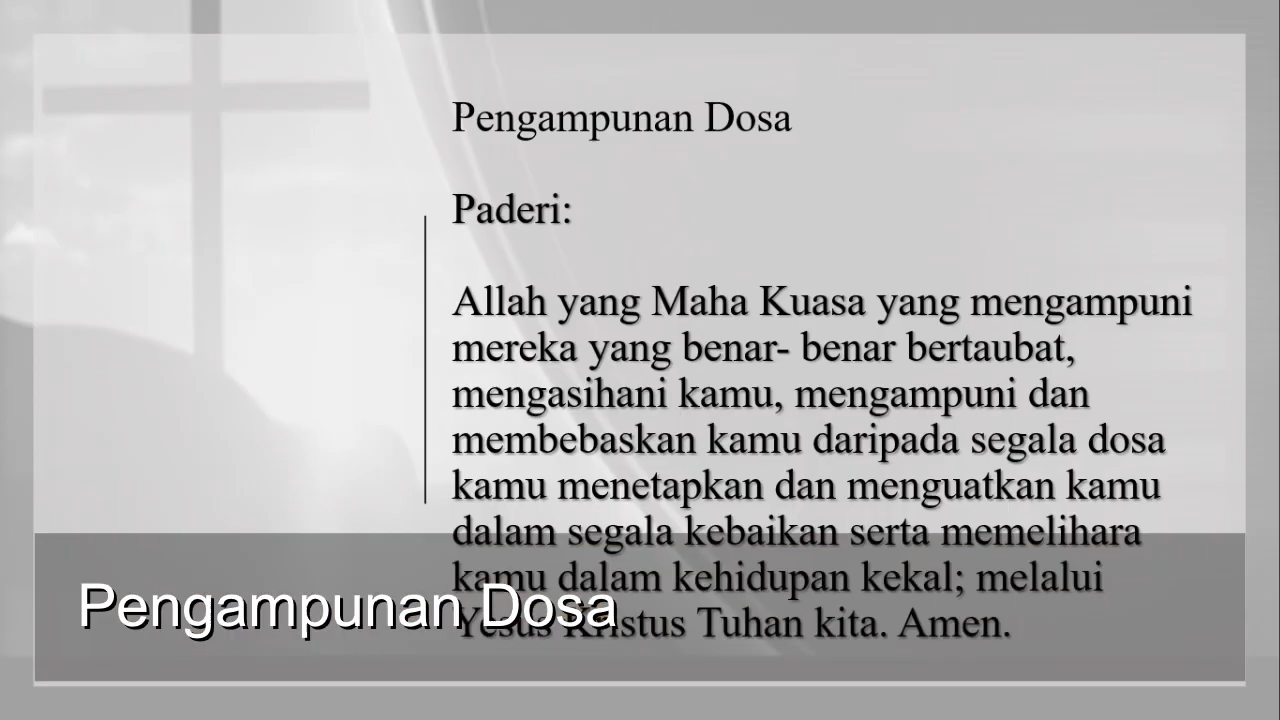 Pengampunan Dosa
Paderi:
Allah yang Maha Kuasa yang mengampuni
mereka yang benar- benar bertaubat,
mengasihani kamu, mengampuni dan
membebaskan kamu daripada segala dosa
kamu menetapkan dan menguatkan kamu
dalam segala kebaikan serta memelihara
kamu dalam kehidupan kekal; melalui
Yesus Kristus Tuhan kita. Amen.
Pengampunan Dosa